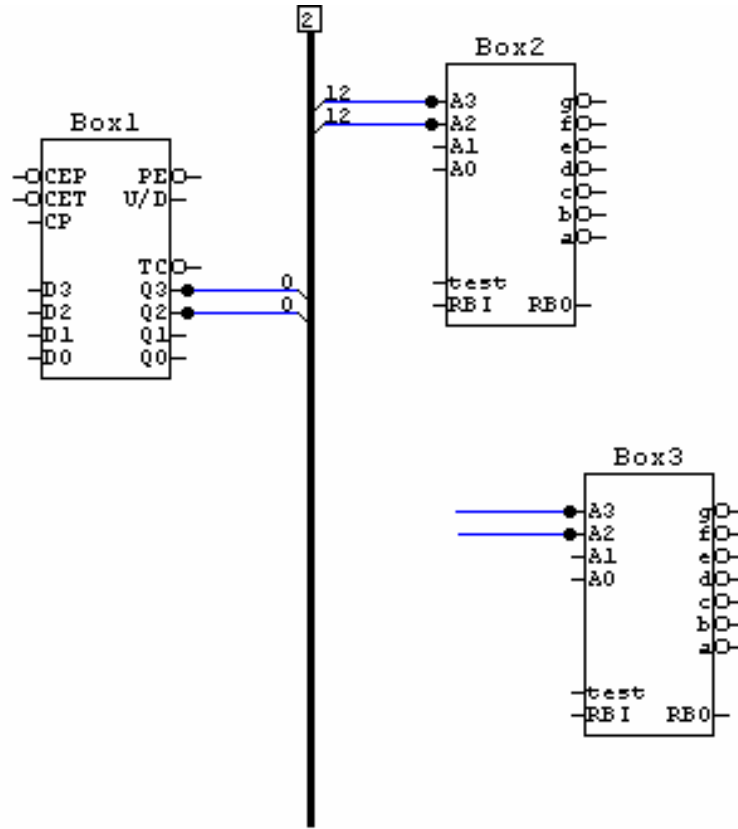 2
Box1
CEP PE
CET U/D
CP
TC
D3 Q3
D2 Q2
D1 Q1
D0 Q0
0
0
12
12
Box2
A3 g
A2 f
A1 e
A0 d
c
b
a
test
RBI RBO
Box3
A3 g
A2 f
A1 e
A0 d
c
b
a
test
RBI RBO